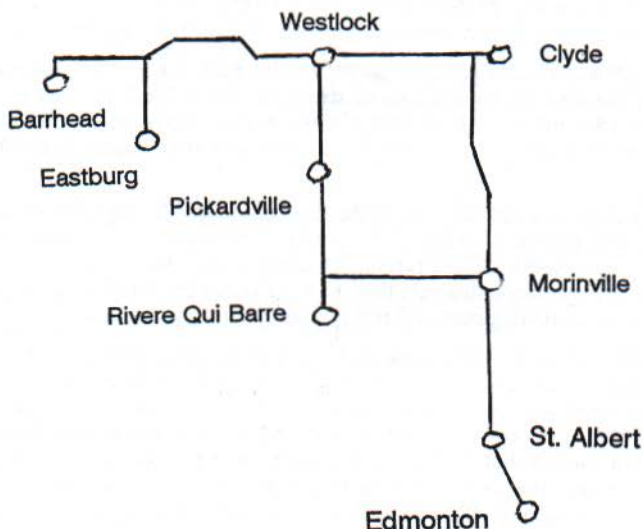 Westlock
Clyde
Barrhead
Eastburg
Pickardville
Morinville
Rivere Qui Barre
St. Albert
Edmonton